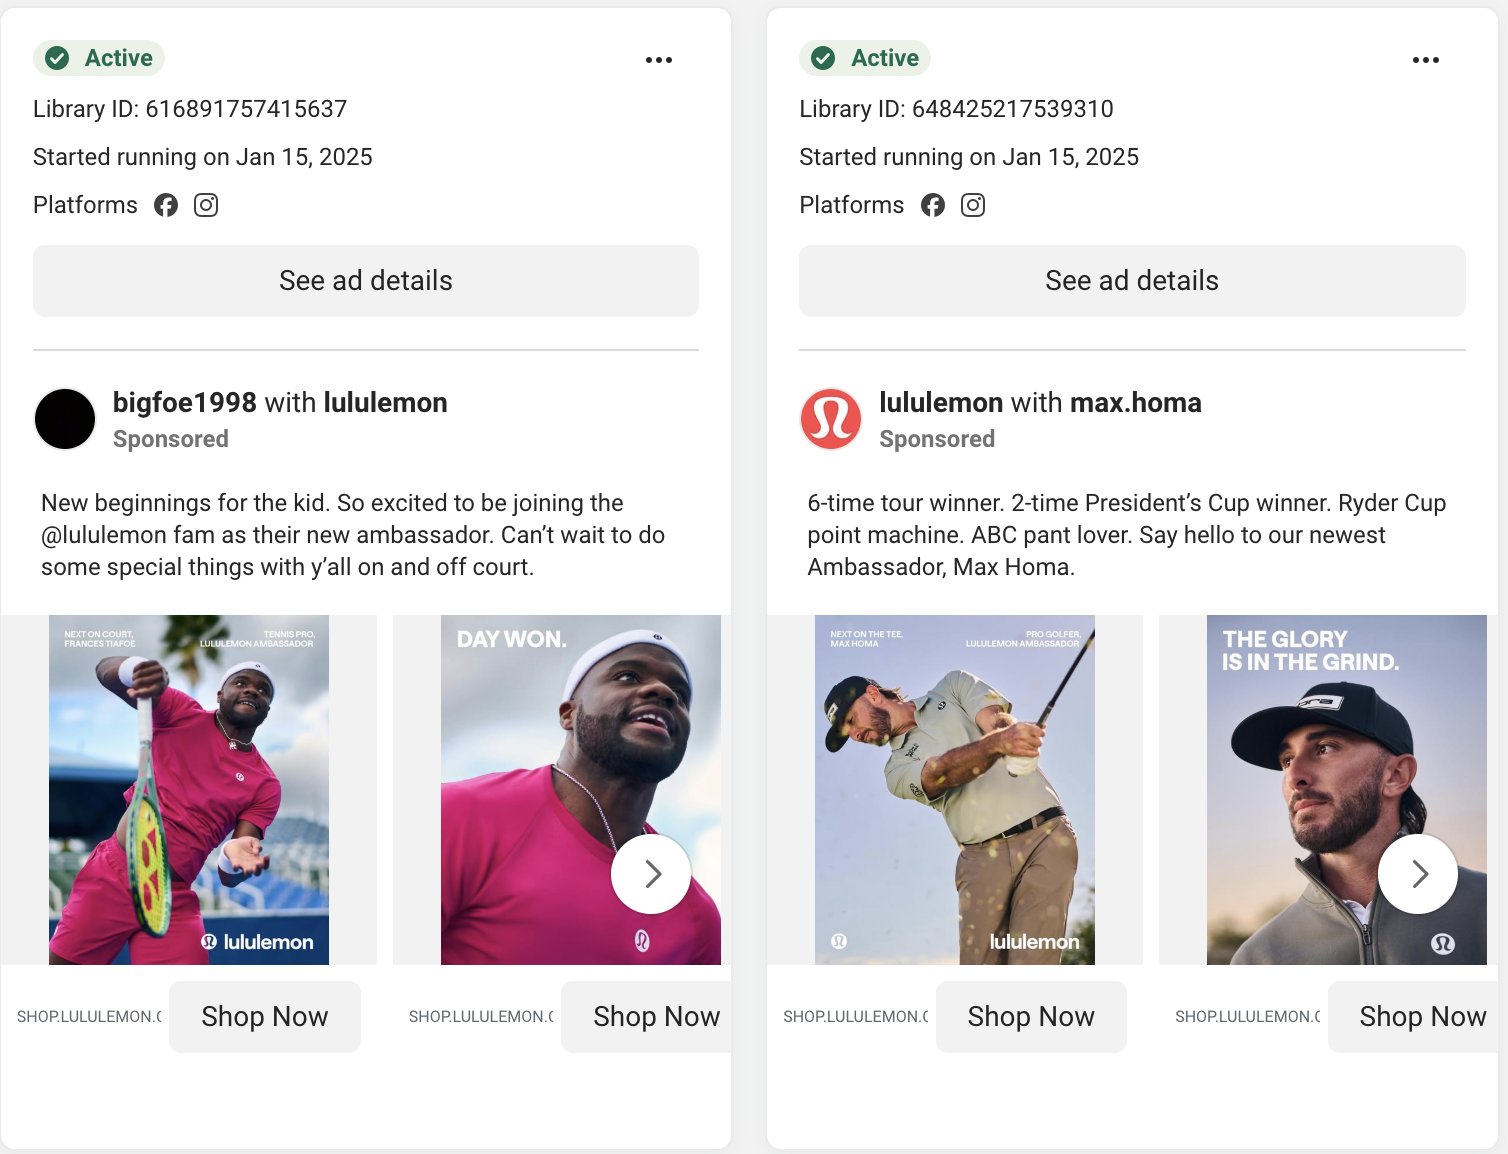 Active
Library ID: 616891757415637
Started running on Jan 15, 2025
Platforms
See ad details
bigfoe1998 with lululemon
Sponsored
New beginnings for the kid. So excited to be joining the
@lululemon fam as their new ambassador. Can’t wait to do
some special things with y’all on and off court.
NEXT ON COURT,
FRANCES TIAFOE
TENNIS PRO,
LULULEMON AMBASSADOR
lululemon
DAY WON.
SHOP.LULULEMON.C
Shop Now
SHOP.LULULEMON.C
Shop Now
Active
Library ID: 648425217539310
Started running on Jan 15, 2025
Platforms
See ad details
lululemon with max.homa
Sponsored
6-time tour winner. 2-time President’s Cup winner. Ryder Cup
point machine. ABC pant lover. Say hello to our newest
Ambassador, Max Homa.
NEXT ON THE TEE,
MAX HOMA
PRO GOLFER,
LULULEMON AMBASSADOR
lululemon
THE GLORY
IS IN THE GRIND.
SHOP.LULULEMON.C
Shop Now
SHOP.LULULEMON.C
Shop Now